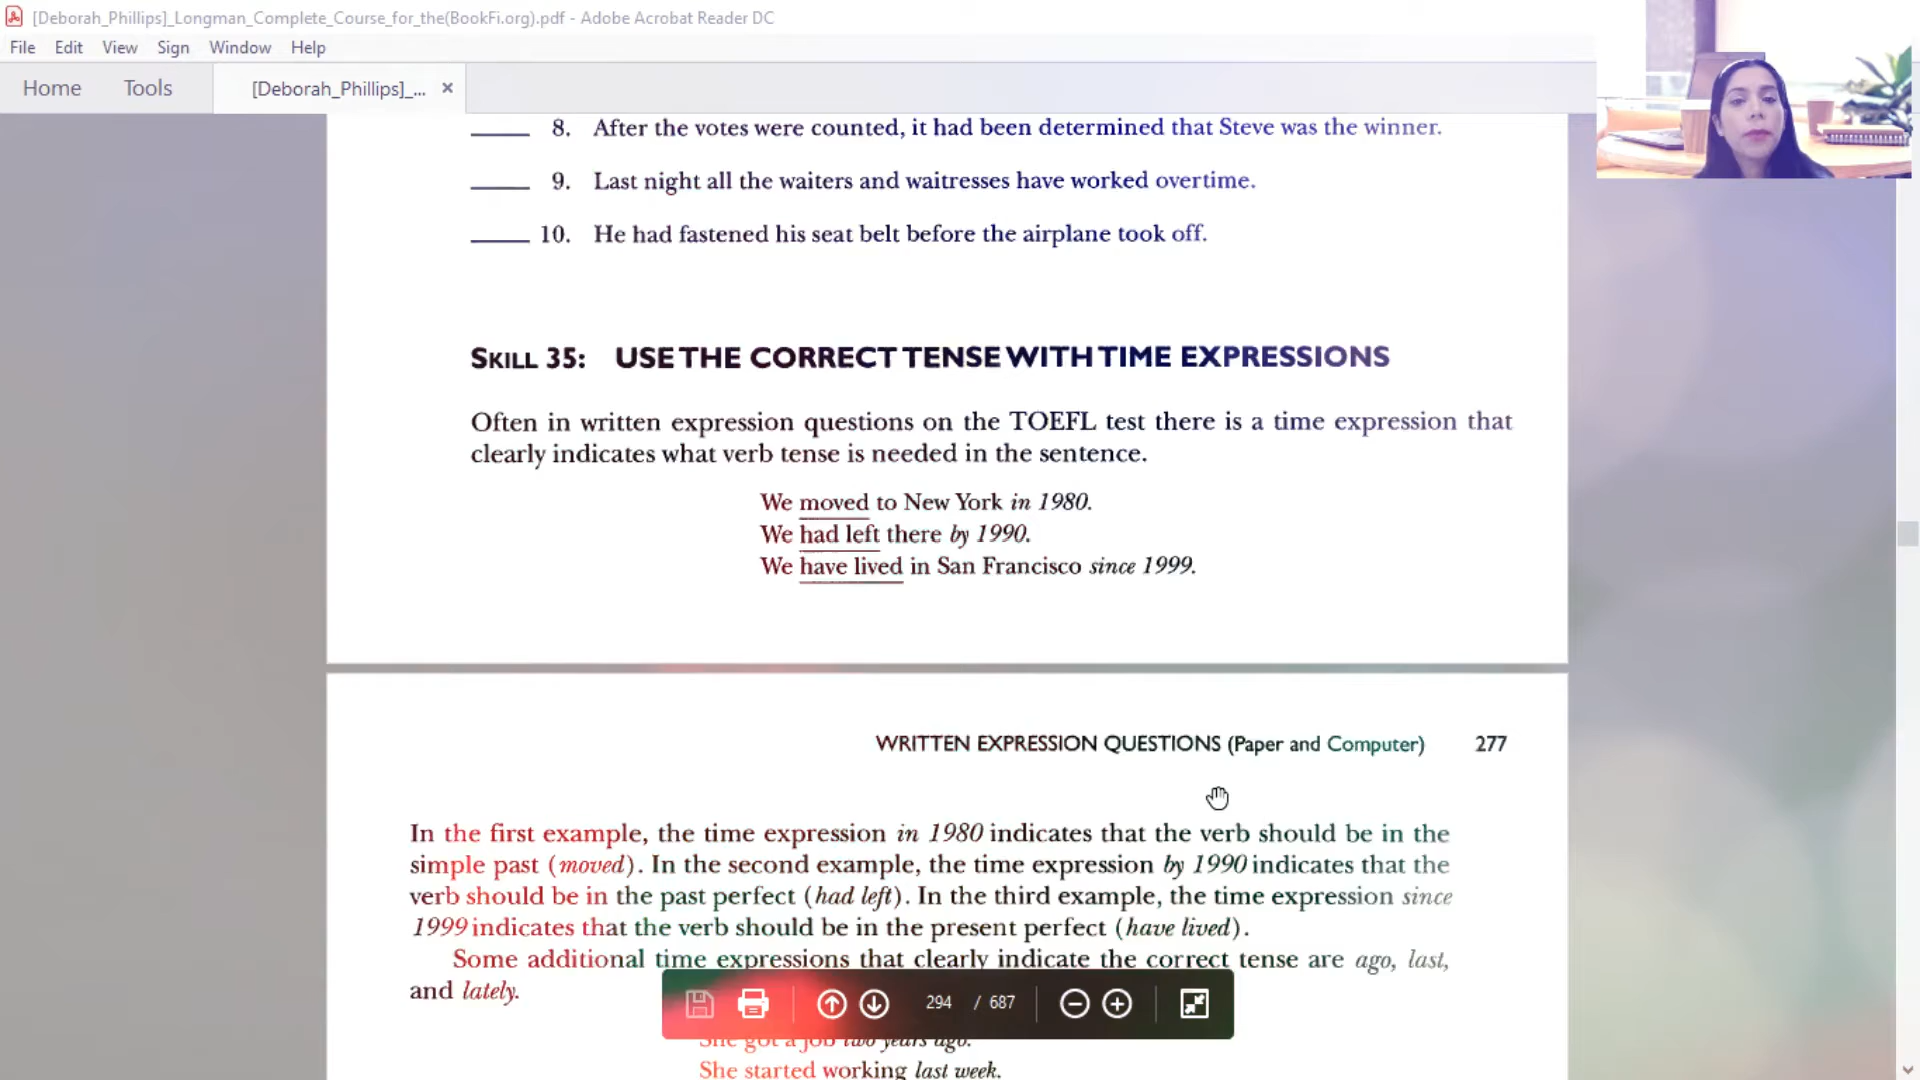 [Deborah_Phillips]_Longman_Complete_Course_for_the(BookFi.org).pdf - Adobe Acrobat Reader DC
File Edit View Sign Window Help
Home Tools [Deborah_Phillips]_... ×
8. After the votes were counted, it had been determined that Steve was the winner.
9. Last night all the waiters and waitresses have worked overtime.
10. He had fastened his seat belt before the airplane took off.
SKILL 35: USE THE CORRECT TENSE WITH TIME EXPRESSIONS
Often in written expression questions on the TOEFL test there is a time expression that
clearly indicates what verb tense is needed in the sentence.
We moved to New York in 1980.
We had left there by 1990.
We have lived in San Francisco since 1999.
WRITTEN EXPRESSION QUESTIONS (Paper and Computer) 277
In the first example, the time expression in 1980 indicates that the verb should be in the
simple past (moved). In the second example, the time expression by 1990 indicates that the
verb should be in the past perfect (had left). In the third example, the time expression since
1999 indicates that the verb should be in the present perfect (have lived).
Some additional time expressions that clearly indicate the correct tense are ago, last,
and lately.
294 / 687
She got a job two years ago.
She started working last week.